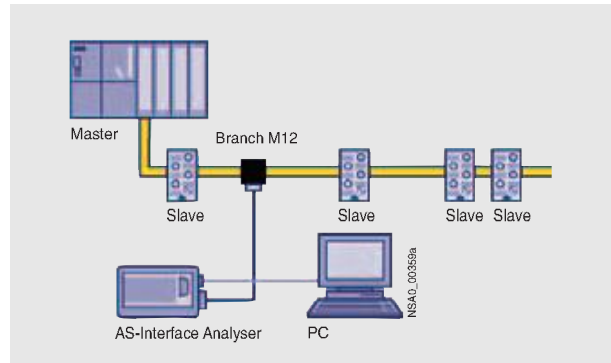 Master
Branch M12
Slave
Slave
Slave
Slave
NSA0_00359a
AS-Interface Analyser
PC